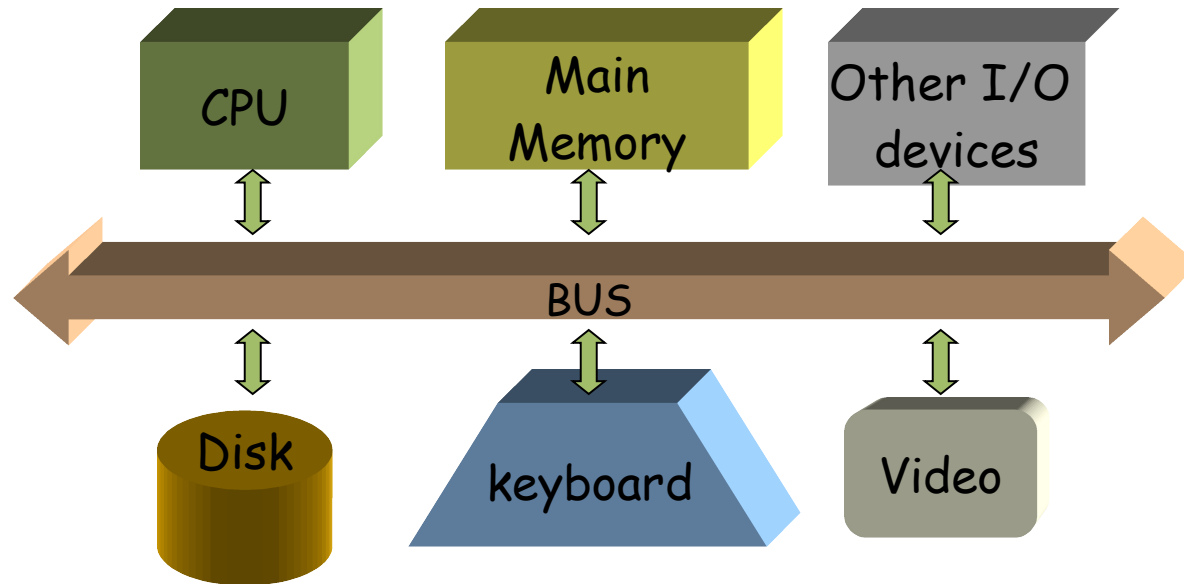 CPU
Main
Memory
Other I/O
devices
BUS
Disk
keyboard
Video